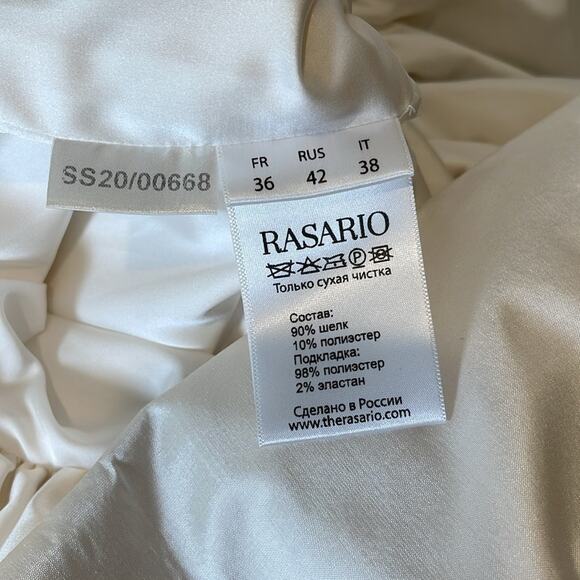 SS20/00668
FR RUS IT
36 42 38
RASARIO
Только сухая чистка
Состав:
90% шелк
10% полиэстер
Подкладка:
98% полиэстер
2% эластан
Сделано в России
www.therasario.com